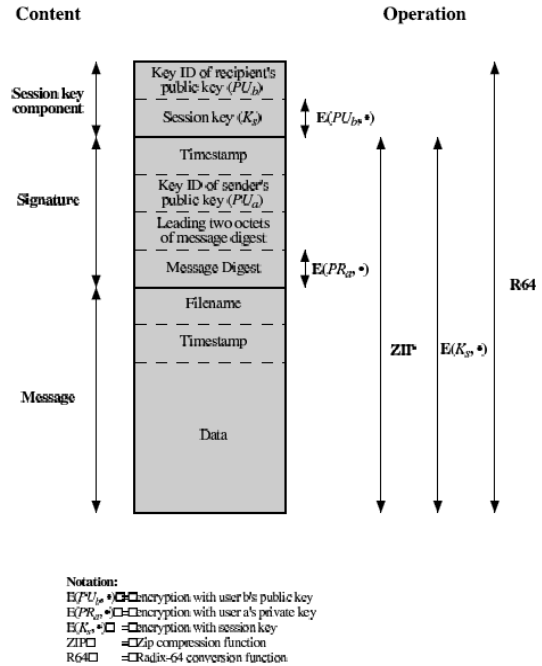 Content
Operation
Key ID of recipient's
public key (PUb)
Session key
component
Session key (Ks)
E(PUb, •)
Timestamp
Key ID of sender's
public key (PUa)
Signature
Leading two octets
of message digest
Message Digest
E(PRa, •)
R64
Filename
Timestamp
ZIP
E(Ks, •)
Message
Data
Notation:
E(PUb, •)□=□encryption with user b's public key
E(PRa, •)□=□encryption with user a's private key
E(Ks, •)□ =□encryption with session key
ZIP□ =□Zip compression function
R64□ =□Radix-64 conversion function